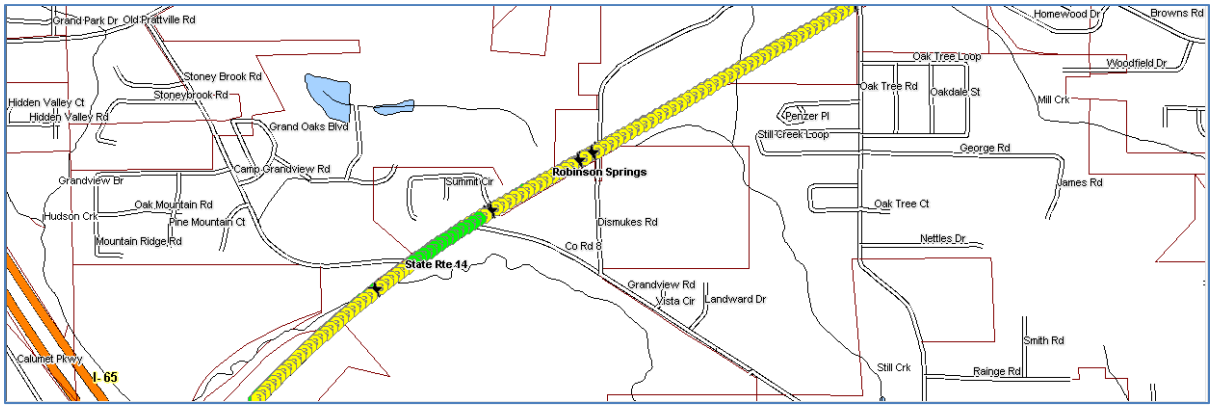 Grand Park Dr
Old Prattville Rd
Homewood Dr
Browns Rd
Oak Tree Loop
Woodfield Dr
Stoney Brook Rd
Stoneybrook Rd
Oak Tree Rd
Oakdale St
Mill Crk
Hidden Valley Ct
Hidden Valley Rd
Penzer Pl
Grand Oaks Blvd
Still Creek Loop
George Rd
Camp Grandview Rd
Robinson Springs
Grandview Br
Summit Cir
James Rd
Oak Mountain Rd
Oak Tree Ct
Hudson Crk
Pine Mountain Ct
Dismukes Rd
Mountain Ridge Rd
Co Rd 8
Nettles Dr
State Rte 14
Grandview Rd
Vista Cir
Landward Dr
Smith Rd
Calumet Pkwy
Still Crk
Rainge Rd
I-65